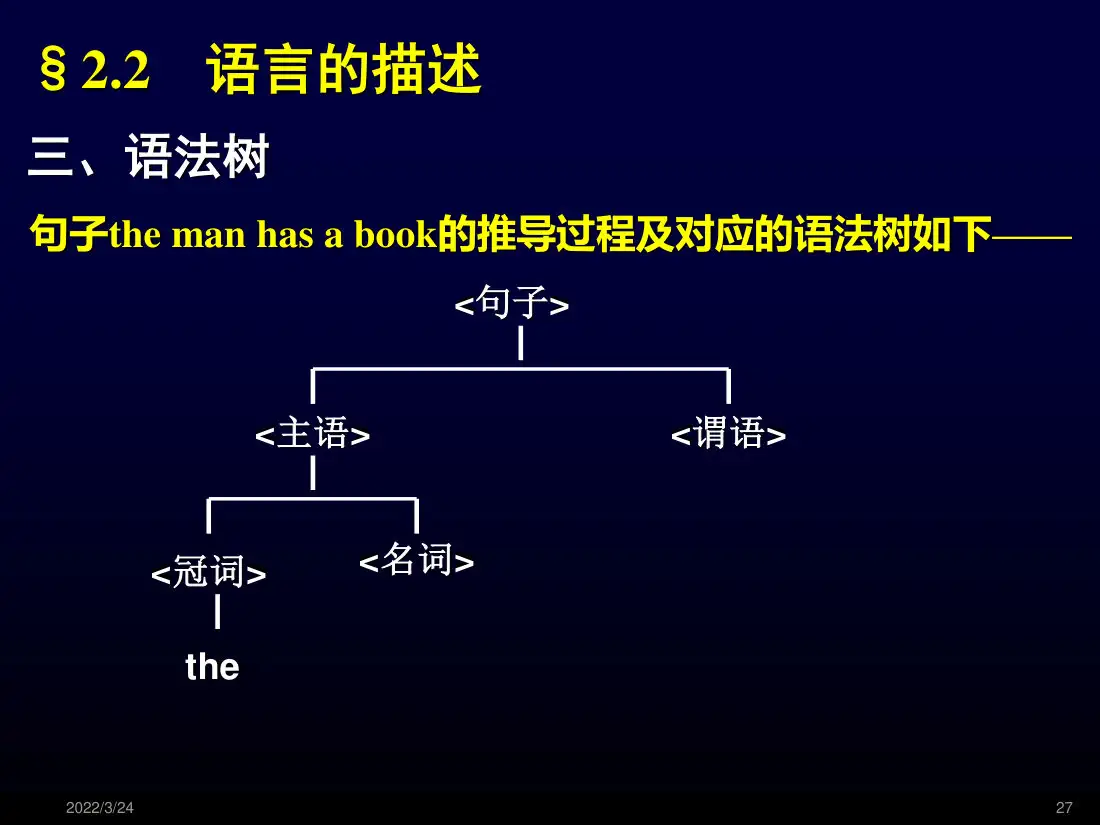 §2.2 语言的描述
三、语法树
句子the man has a book的推导过程及对应的语法树如下——
<句子>
<主语> <谓语>
<冠词> <名词>
the
2022/3/24 27